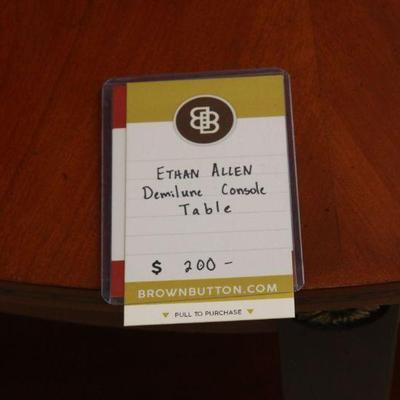 BB
ETHAN ALLEN
Demilune Console
Table
$ 200 -
BROWNBUTTON.COM
▼ PULL TO PURCHASE ▼